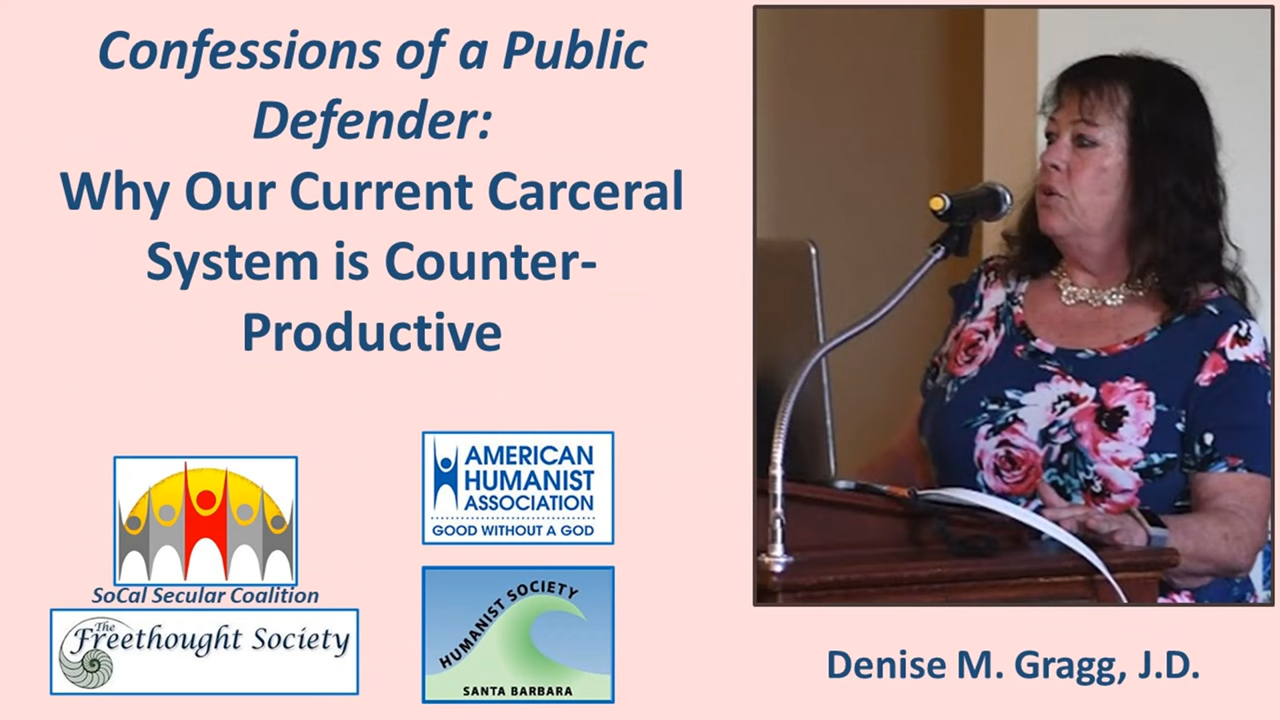 Confessions of a Public
Defender:
Why Our Current Carceral
System is Counter-
Productive
AMERICAN
HUMANIST
ASSOCIATION
GOOD WITHOUT A GOD
SoCal Secular Coalition
The
Freethought Society
HUMANIST SOCIETY
SANTA BARBARA
Denise M. Gragg, J.D.